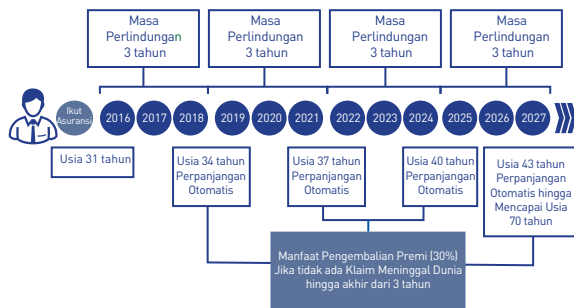 Masa
Perlindungan
3 tahun
Masa
Perlindungan
3 tahun
Masa
Perlindungan
3 tahun
Masa
Perlindungan
3 tahun
Ikut
Asuransi
2016
2017
2018
2019
2020
2021
2022
2023
2024
2025
2026
2027
Usia 31 tahun
Usia 34 tahun
Perpanjangan
Otomatis
Usia 37 tahun
Perpanjangan
Otomatis
Usia 40 tahun
Perpanjangan
Otomatis
Usia 43 tahun
Perpanjangan
Otomatis hingga
Mencapai Usia
70 tahun
Manfaat Pengembalian Premi (30%)
Jika tidak ada Klaim Meninggal Dunia
hingga akhir dari 3 tahun